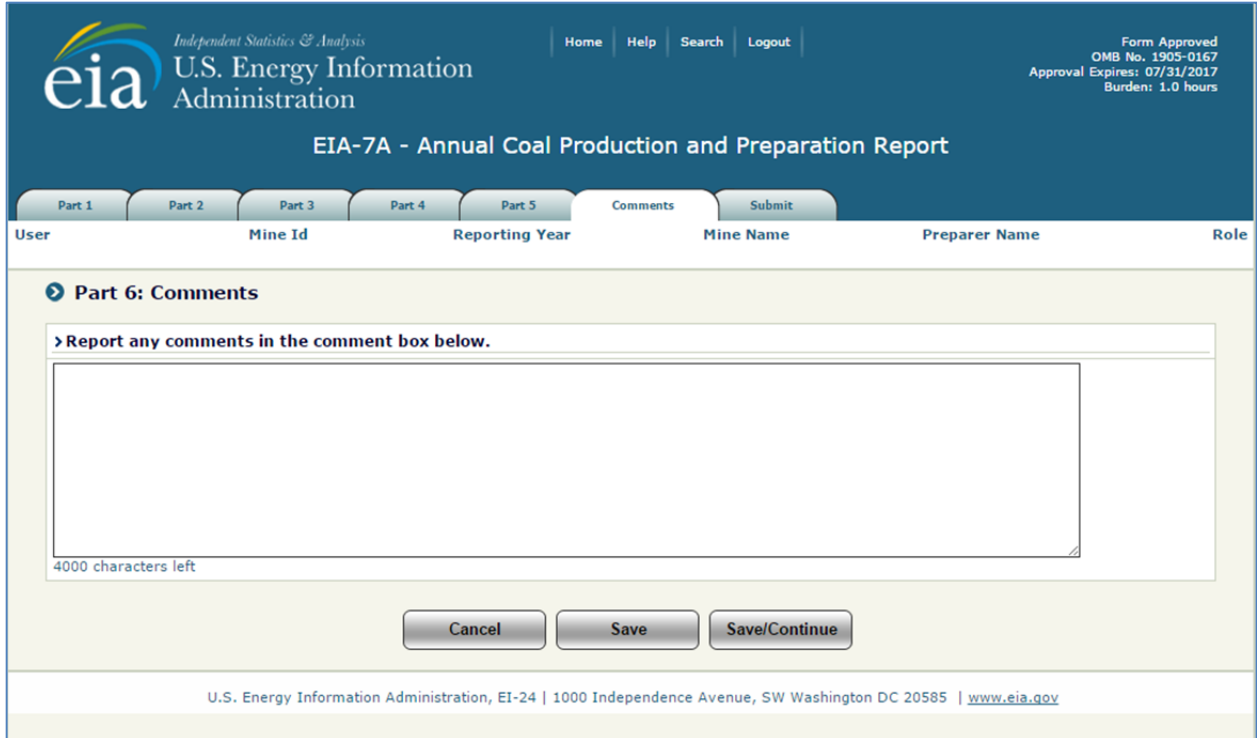 eia
Independent Statistics & Analysis
U.S. Energy Information
Administration
Home Help Search Logout
Form Approved
OMB No. 1905-0167
Approval Expires: 07/31/2017
Burden: 1.0 hours
EIA-7A - Annual Coal Production and Preparation Report
Part 1 Part 2 Part 3 Part 4 Part 5 Comments Submit
User Mine Id Reporting Year Mine Name Preparer Name Role
Part 6: Comments
Report any comments in the comment box below.
4000 characters left
Cancel Save Save/Continue
U.S. Energy Information Administration, EI-24 | 1000 Independence Avenue, SW Washington DC 20585 | www.eia.gov